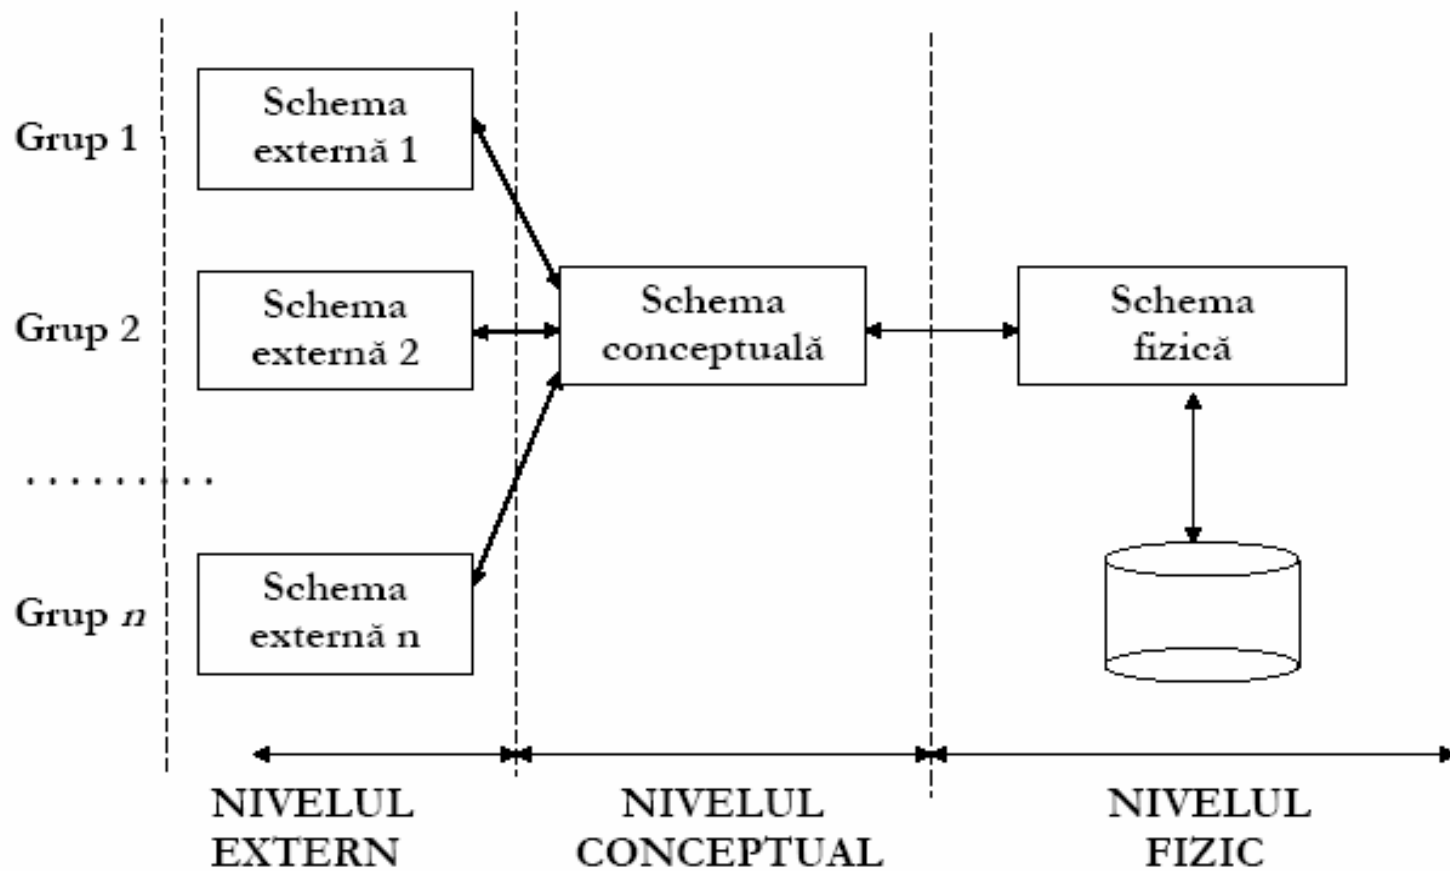 Grup 1
Schema
externă 1
Grup 2
Schema
externă 2
Schema
conceptuală
Schema
fizică
. . . . . . . . .
Grup n
Schema
externă n
NIVELUL
EXTERN
NIVELUL
CONCEPTUAL
NIVELUL
FIZIC